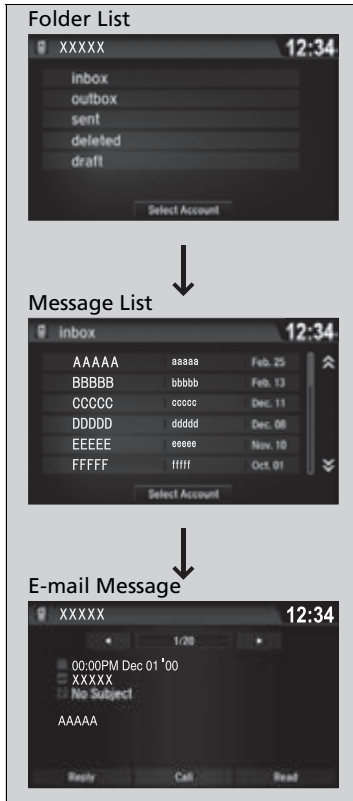 Folder List
XXXXX 12:34
inbox
outbox
sent
deleted
draft
Select Account
Message List
inbox 12:34
AAAAA aaaaa Feb. 25
BBBBB bbbbb Feb. 13
CCCCC ccccc Dec. 11
DDDDD ddddd Dec. 08
EEEEE eeeee Nov. 10
FFFFF fffff Oct. 01
Select Account
E-mail Message
XXXXX 12:34
1/20
00:00PM Dec 01 '00
XXXXX
No Subject
AAAAA
Reply Call Read